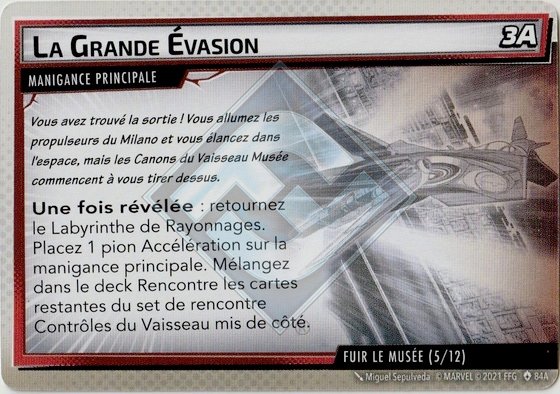 La Grande Évasion
3A
MANIGANCE PRINCIPALE
Vous avez trouvé la sortie ! Vous allumez les
propulseurs du Milano et vous élancez dans
l'espace, mais les Canons du Vaisseau Musée
commencent à vous tirer dessus.
Une fois révélée : retournez
le Labyrinthe de Rayonnages.
Placez 1 pion Accélération sur la
manigance principale. Mélangez
dans le deck Rencontre les cartes
restantes du set de rencontre
Contrôles du Vaisseau mis de côté.
FUIR LE MUSÉE (5/12)
Miguel Sepulveda © MARVEL © 2021 FFG 84A